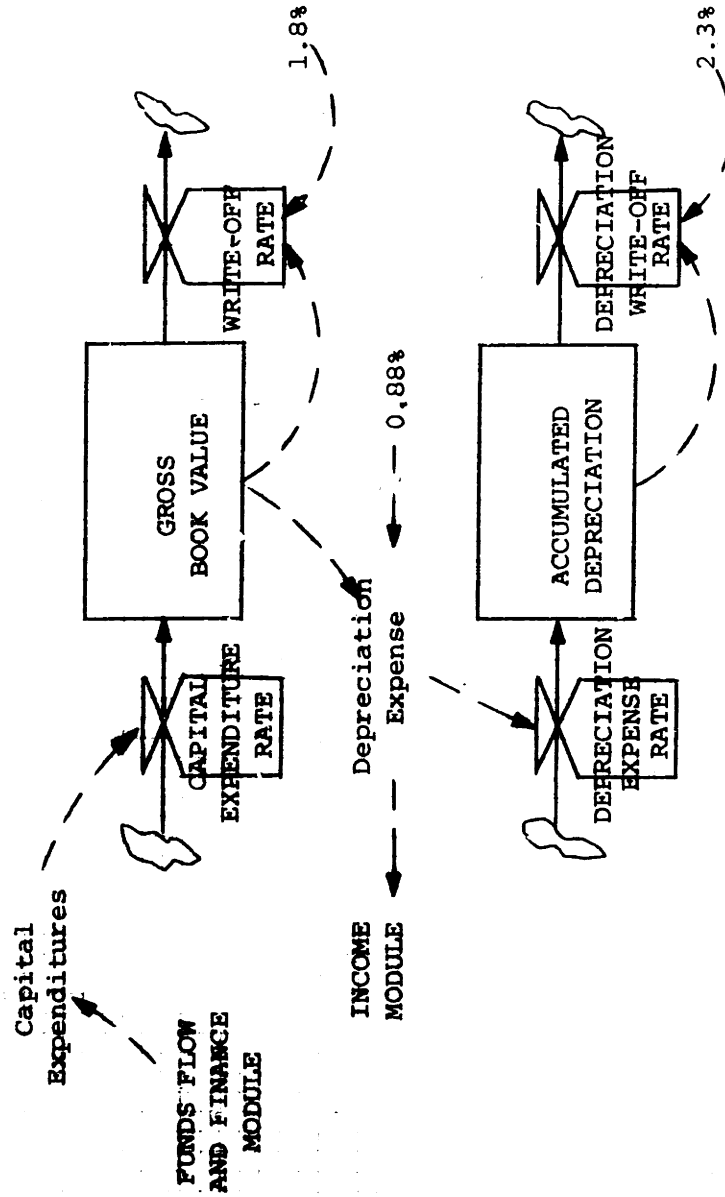 Capital
Expenditures
FUNDS FLOW
AND FINANCE
MODULE
CAPITAL
EXPENDITURE
RATE
GROSS
BOOK VALUE
WRITE-OFF
RATE
1.8%
INCOME
MODULE
Depreciation
Expense
0.88%
DEPRECIATION
EXPENSE
RATE
ACCUMULATED
DEPRECIATION
DEPRECIATION
WRITE-OFF
RATE
2.3%